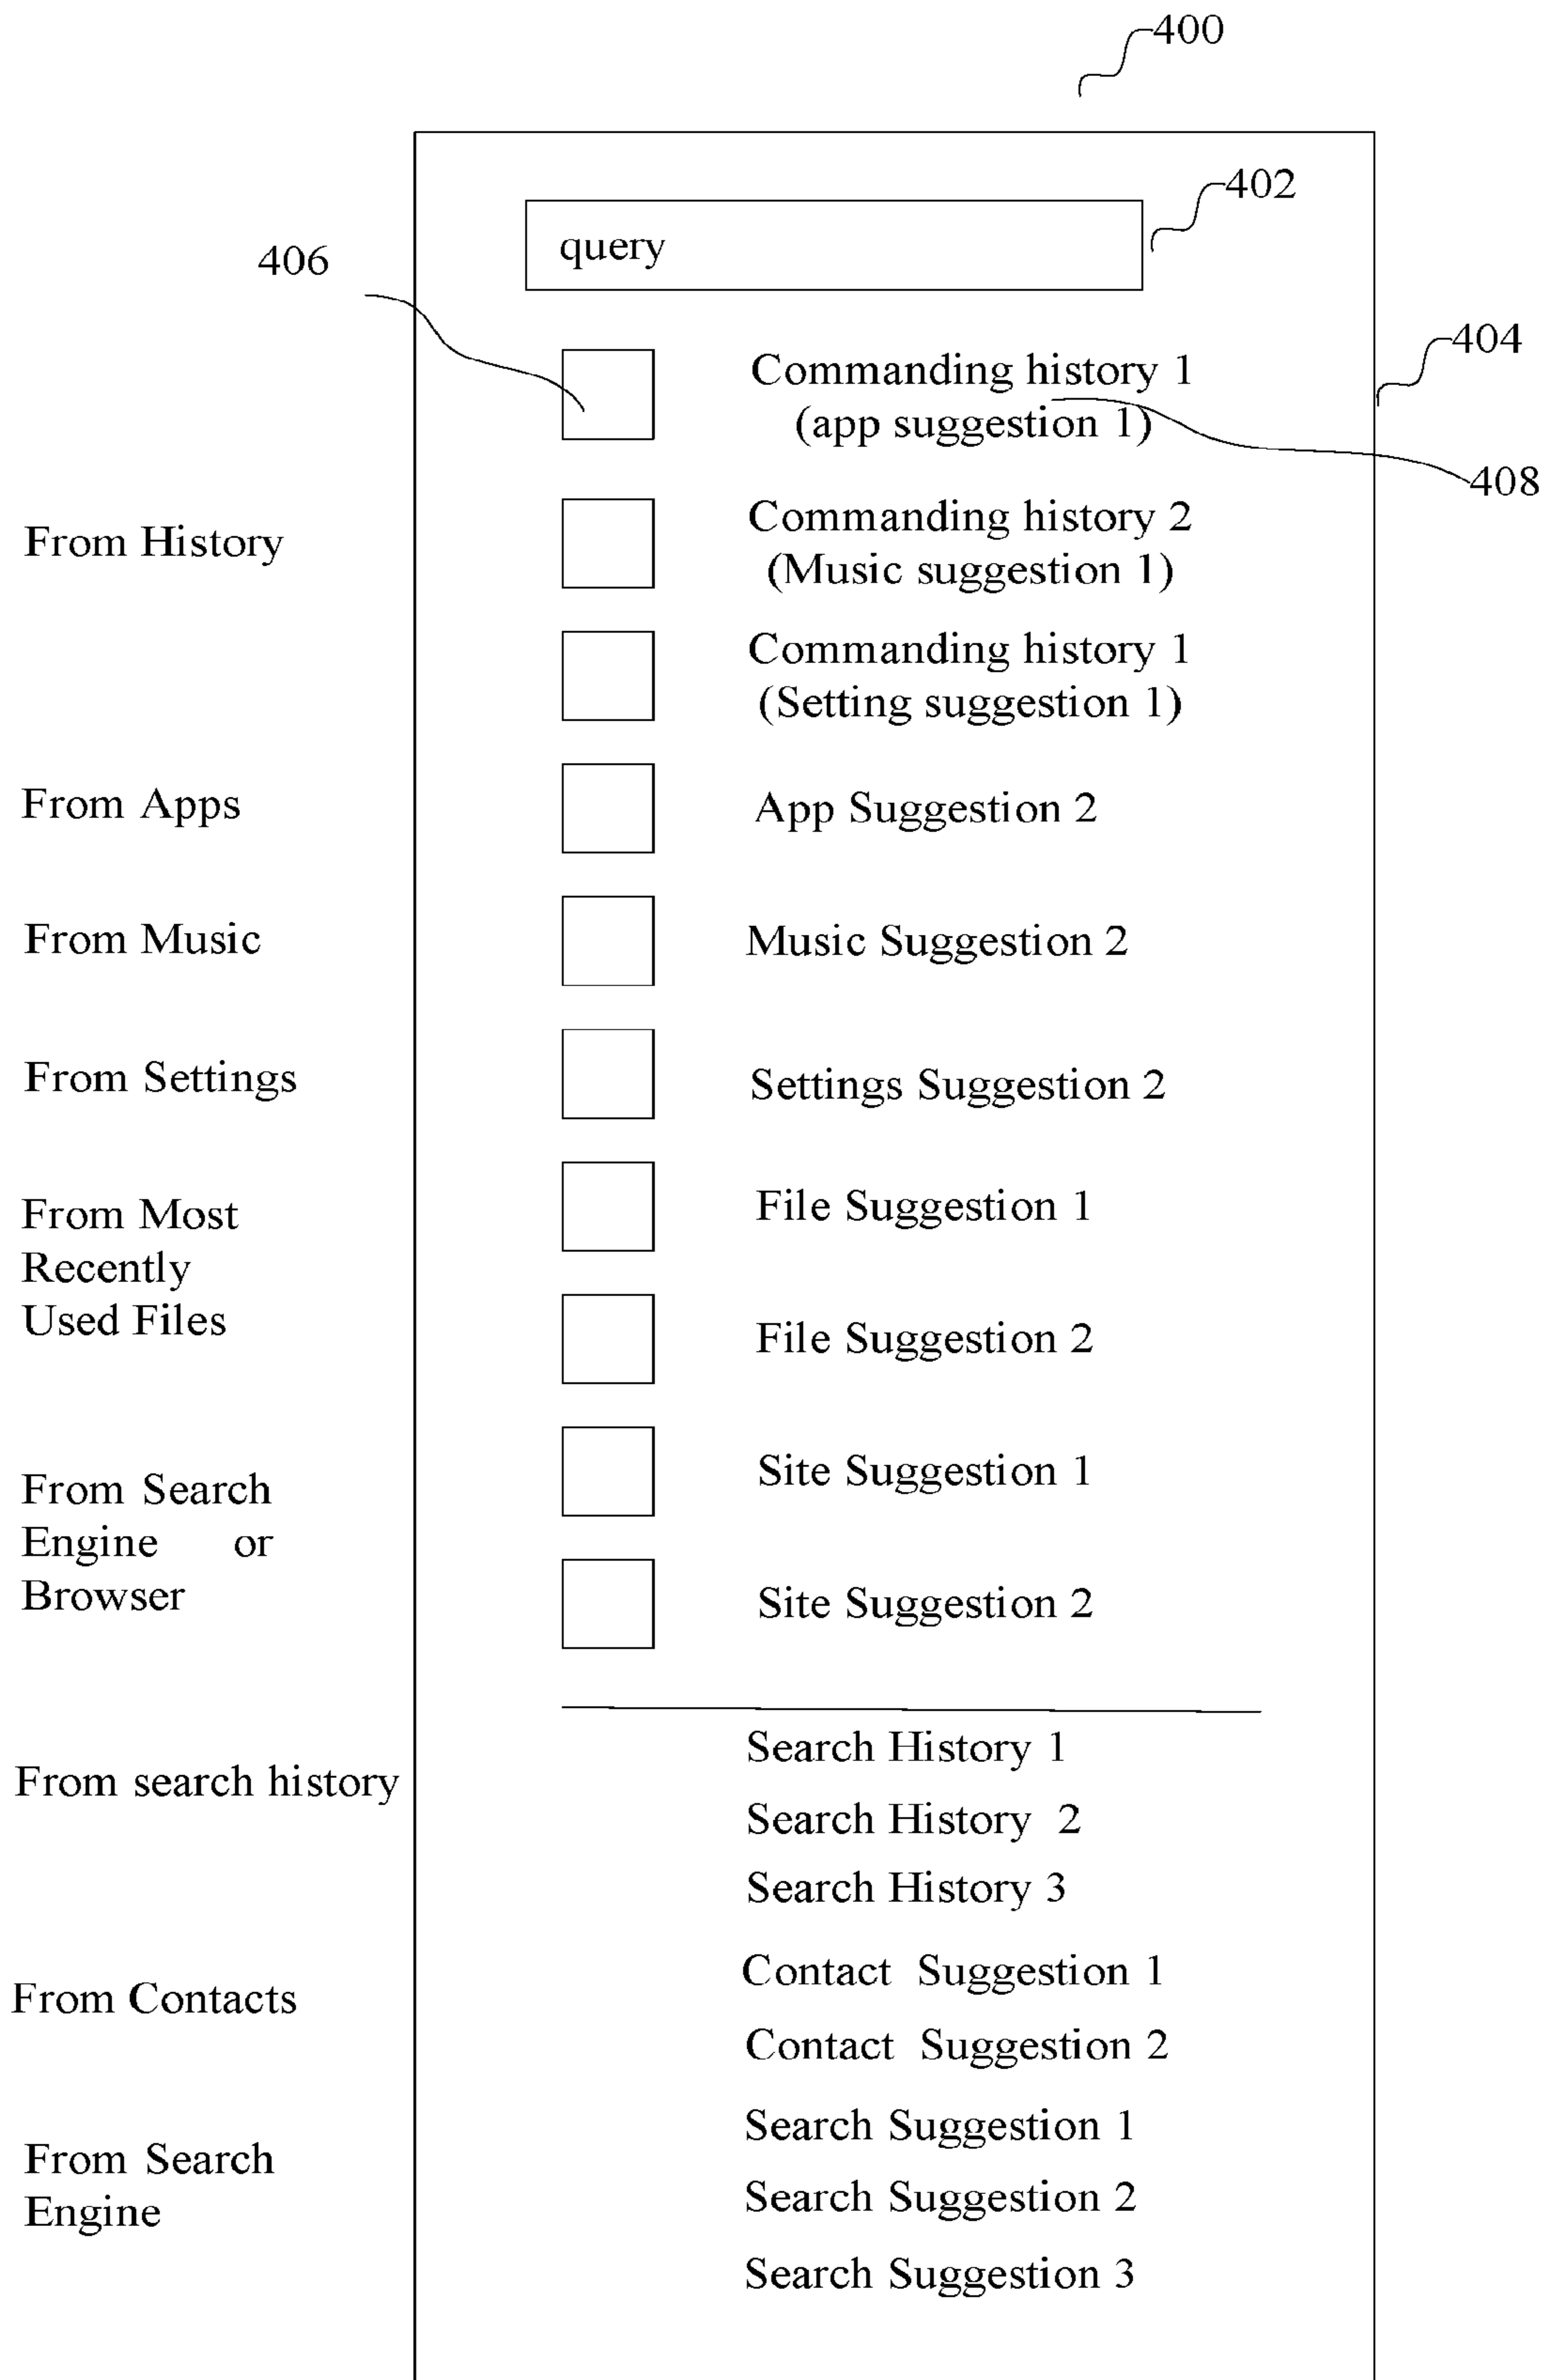 400
402
query
406
404
Commanding history 1
(app suggestion 1)
408
From History
Commanding history 2
(Music suggestion 1)
Commanding history 1
(Setting suggestion 1)
From Apps
App Suggestion 2
From Music
Music Suggestion 2
From Settings
Settings Suggestion 2
From Most
Recently
Used Files
File Suggestion 1
File Suggestion 2
From Search
Engine or
Browser
Site Suggestion 1
Site Suggestion 2
From search history
Search History 1
Search History 2
Search History 3
From Contacts
Contact Suggestion 1
Contact Suggestion 2
From Search
Engine
Search Suggestion 1
Search Suggestion 2
Search Suggestion 3